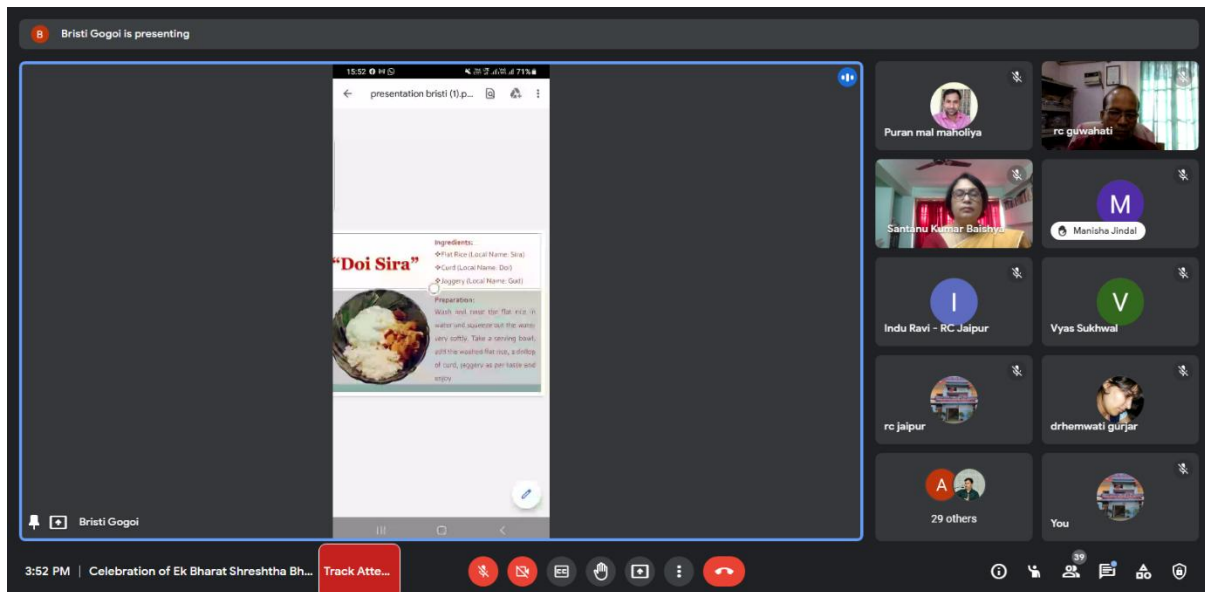 B Bristi Gogoi is presenting
15:52 71%
presentation bristi (1).p...
"Doi Sira"
Ingredients:
❖Flat Rice (Local Name: Sira)
❖Curd (Local Name: Doi)
❖Jaggery (Local Name: Gud)
Preparation:
Wash and rinse the flat rice in
water and squeeze out the water
very softly. Take a serving bowl,
add the washed flat rice, a dollop
of curd, jaggery as per taste and
enjoy
Bristi Gogoi
Puran mal maholiya
rc guwahati
Santanu Kumar Baishya
M
Manisha Jindal
I
Indu Ravi - RC Jaipur
V
Vyas Sukhwal
rc jaipur
drhemwati gurjar
A
29 others
You
3:52 PM | Celebration of Ek Bharat Shreshtha Bh...
Track Atte...
CC
39